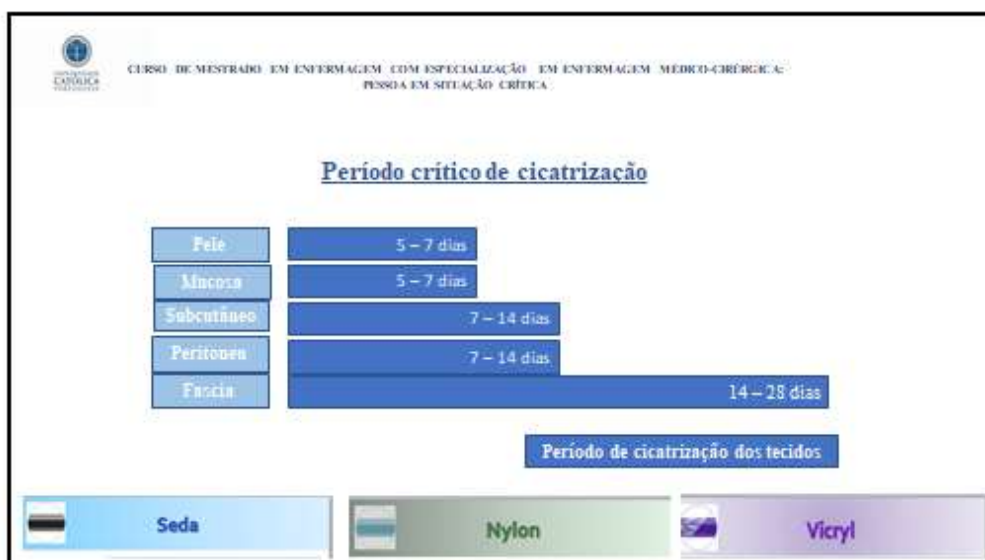 CATÓLICA
CURSO DE MESTRADO EM ENFERMAGEM COM ESPECIALIZAÇÃO EM ENFERMAGEM MÉDICO-CIRÚRGICA:
PESSOA EM SITUAÇÃO CRÍTICA
Período crítico de cicatrização
Pele 5 – 7 dias
Mucosa 5 – 7 dias
Subcutâneo 7 – 14 dias
Peritoneu 7 – 14 dias
Fascia 14 – 28 dias
Período de cicatrização dos tecidos
Seda Nylon Vicryl